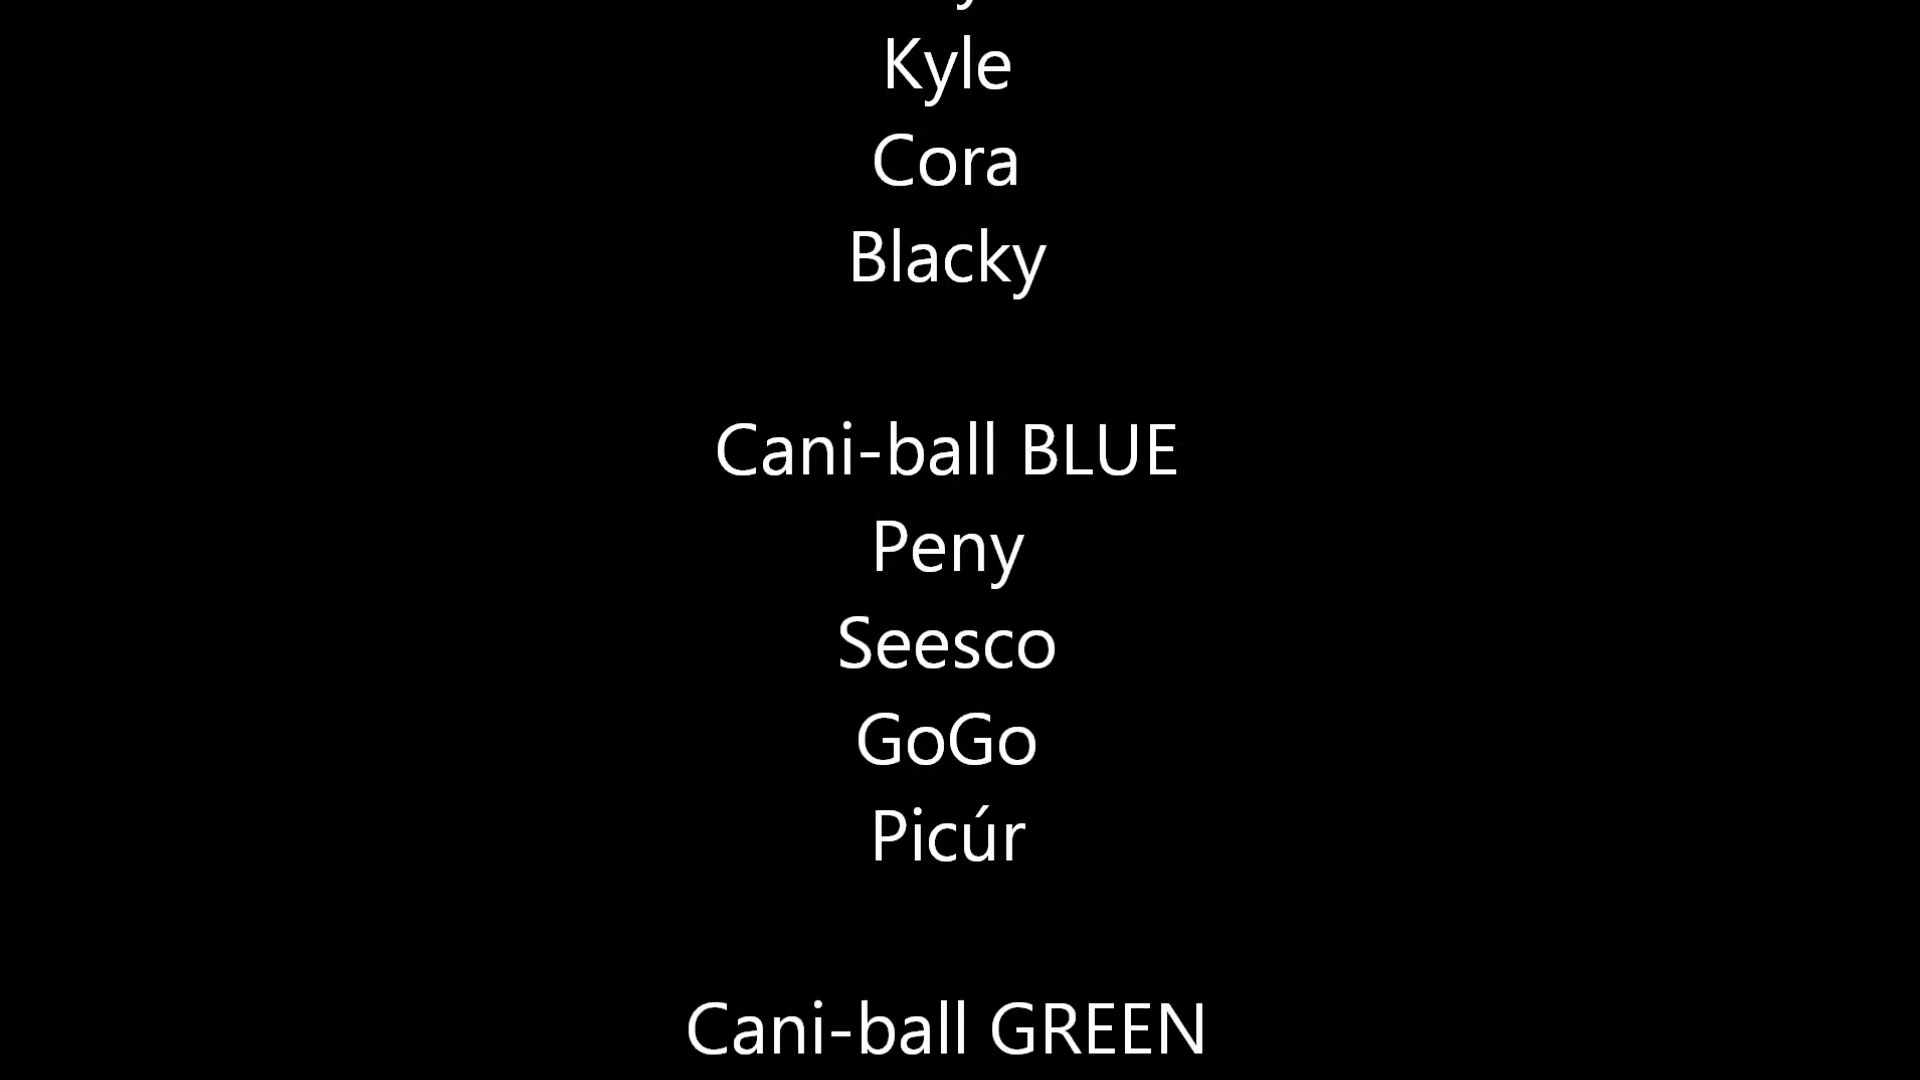 Kyle
Cora
Blacky
Cani-ball BLUE
Peny
Seesco
GoGo
Picúr
Cani-ball GREEN